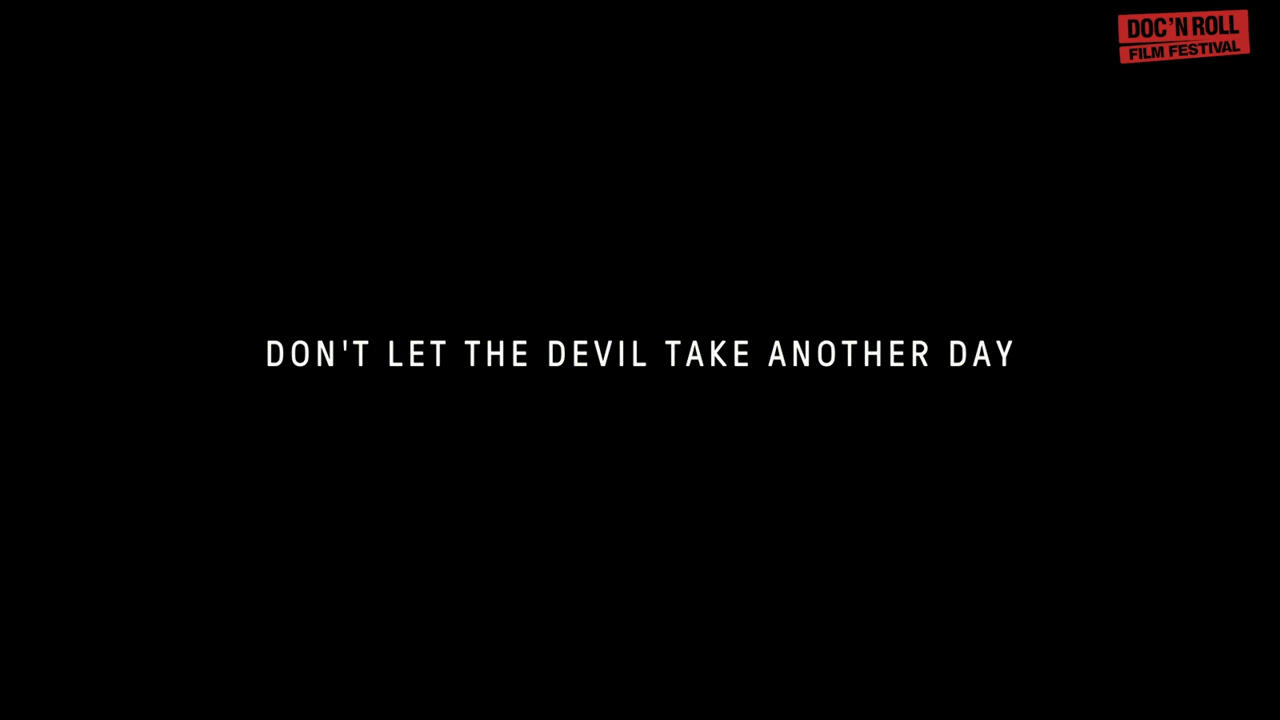 DOC'N ROLL
FILM FESTIVAL
DON'T LET THE DEVIL TAKE ANOTHER DAY